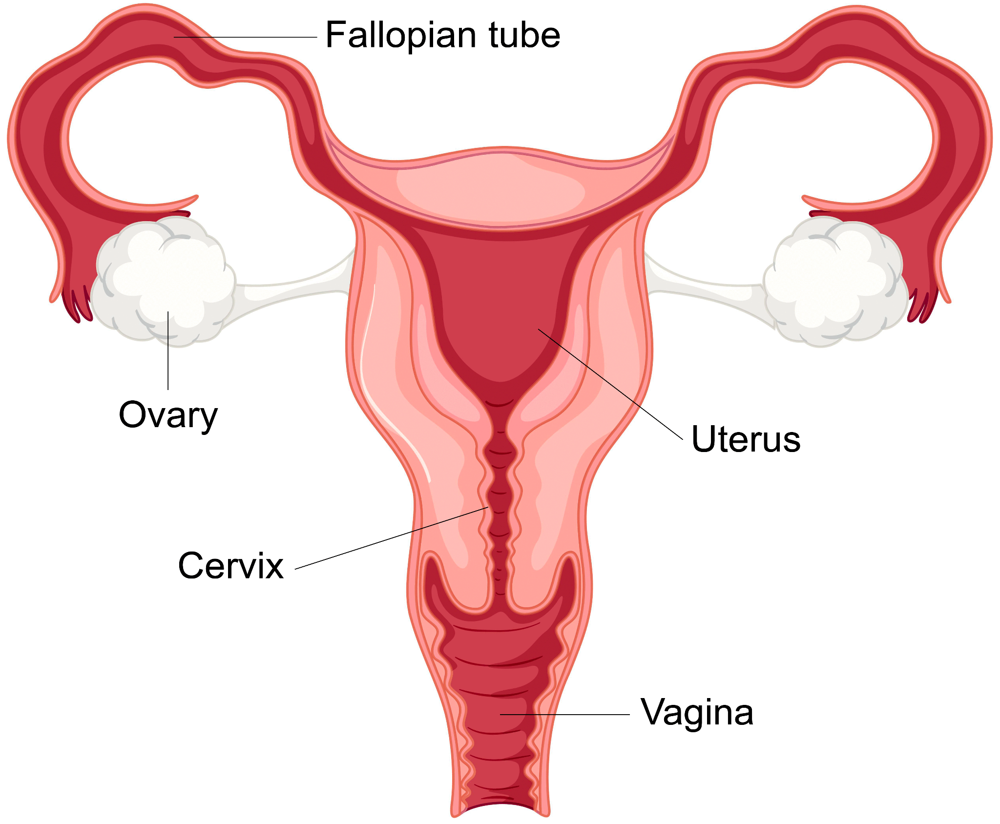 Fallopian tube
Ovary
Uterus
Cervix
Vagina